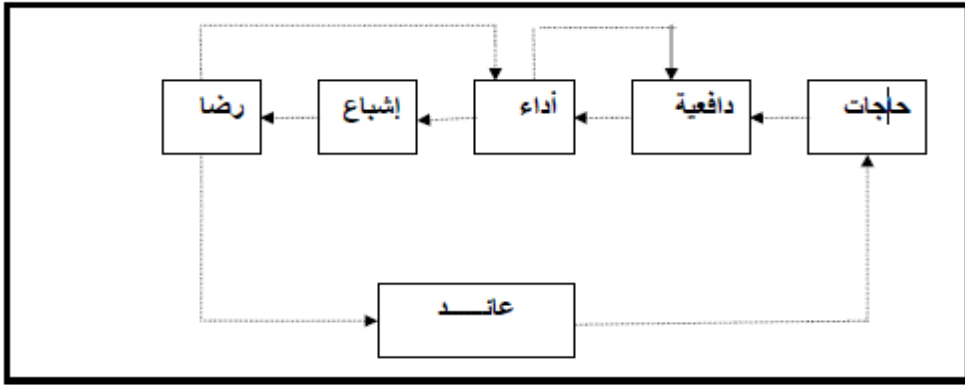 حاجات
دافعية
أداء
إشباع
رضا
عائـــــد